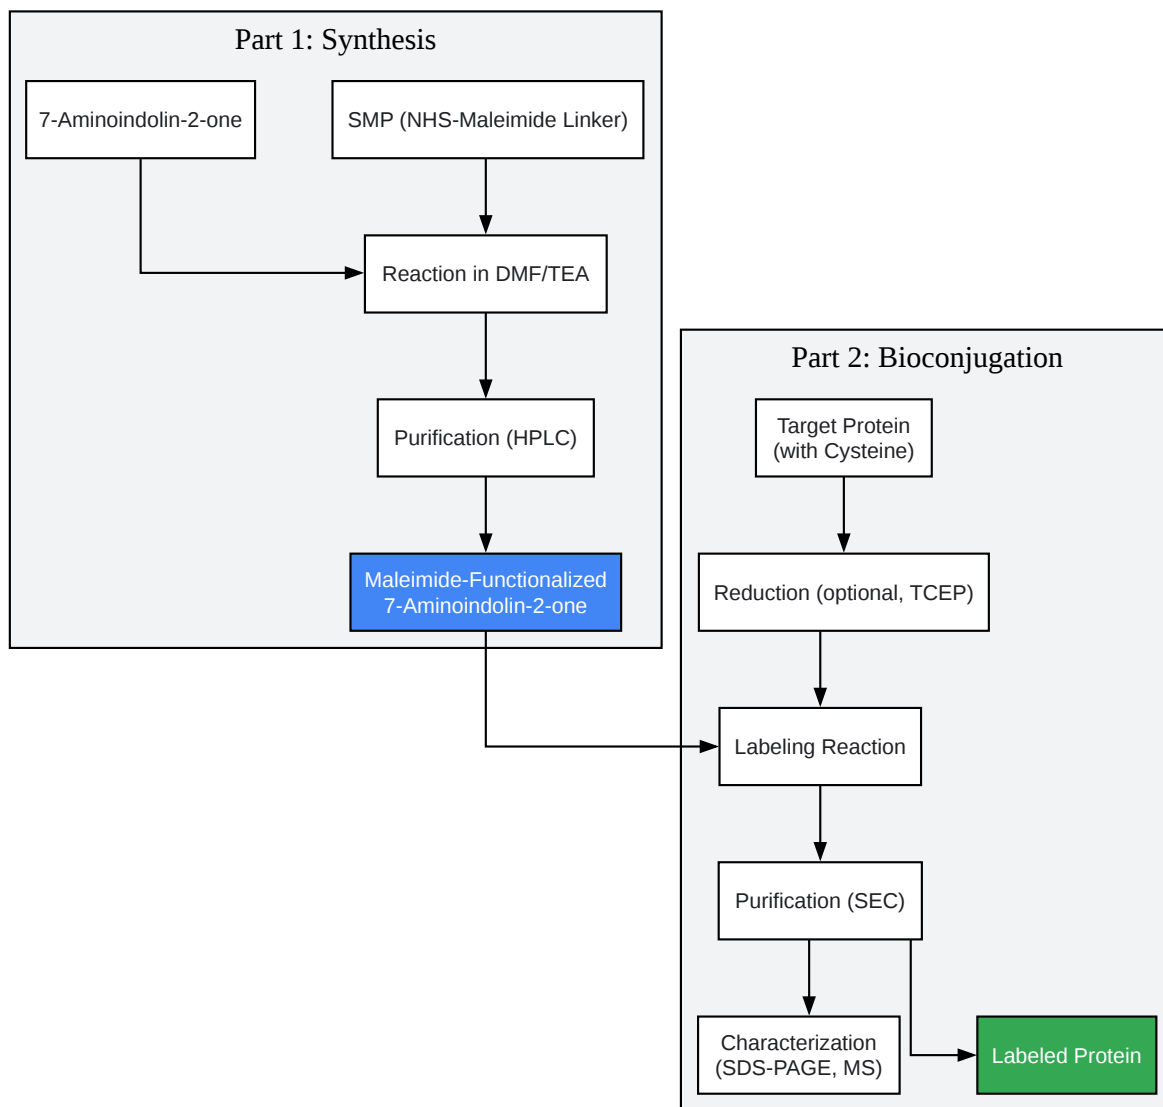 Part 1: Synthesis
7-Aminoindolin-2-one
SMP (NHS-Maleimide Linker)
Reaction in DMF/TEA
Purification (HPLC)
Maleimide-Functionalized
7-Aminoindolin-2-one
Part 2: Bioconjugation
Target Protein
(with Cysteine)
Reduction (optional, TCEP)
Labeling Reaction
Purification (SEC)
Characterization
(SDS-PAGE, MS)
Labeled Protein